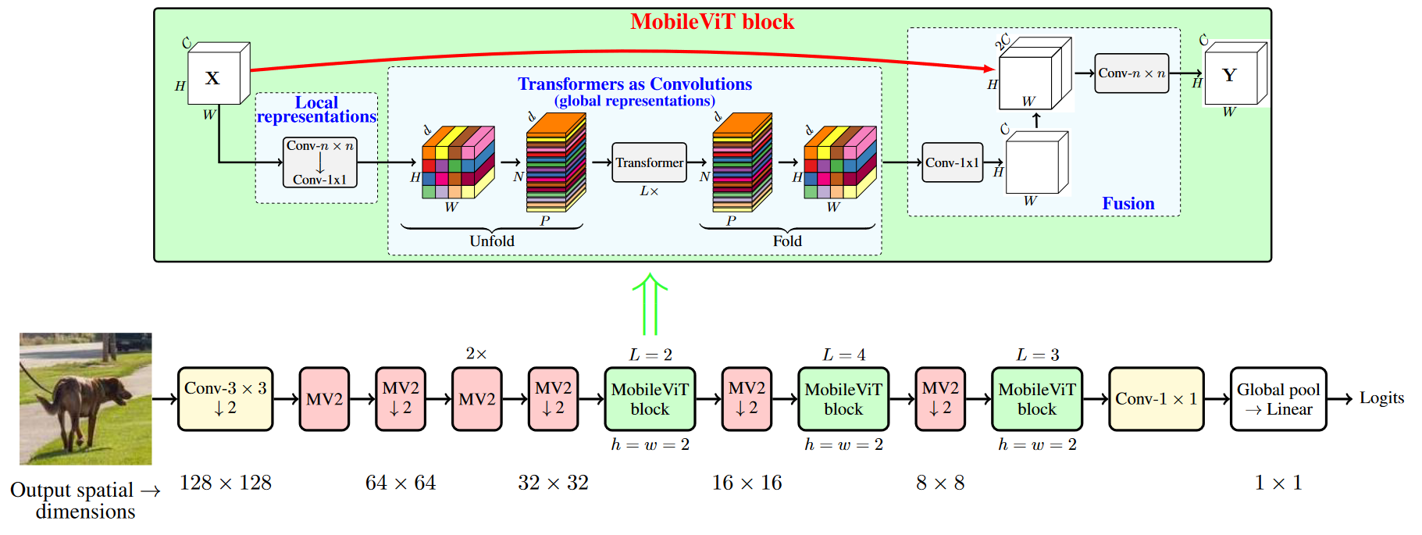 MobileViT block
C
X
H
W
Local
representations
Conv-n × n
Conv-1x1
Transformers as Convolutions
(global representations)
d
H
W
d
N
P
Unfold
Transformer
L×
d
N
P
d
H
W
Fold
Conv-1x1
C
H
W
2C
H
W
Conv-n × n
C
Y
H
W
Fusion
Conv-3 × 3
↓ 2
MV2
MV2
↓ 2
2×
MV2
MV2
↓ 2
L = 2
MobileViT
block
h = w = 2
MV2
↓ 2
L = 4
MobileViT
block
h = w = 2
MV2
↓ 2
L = 3
MobileViT
block
h = w = 2
Conv-1 × 1
Global pool
→ Linear
Logits
Output spatial →
dimensions
128 × 128
64 × 64
32 × 32
16 × 16
8 × 8
1 × 1